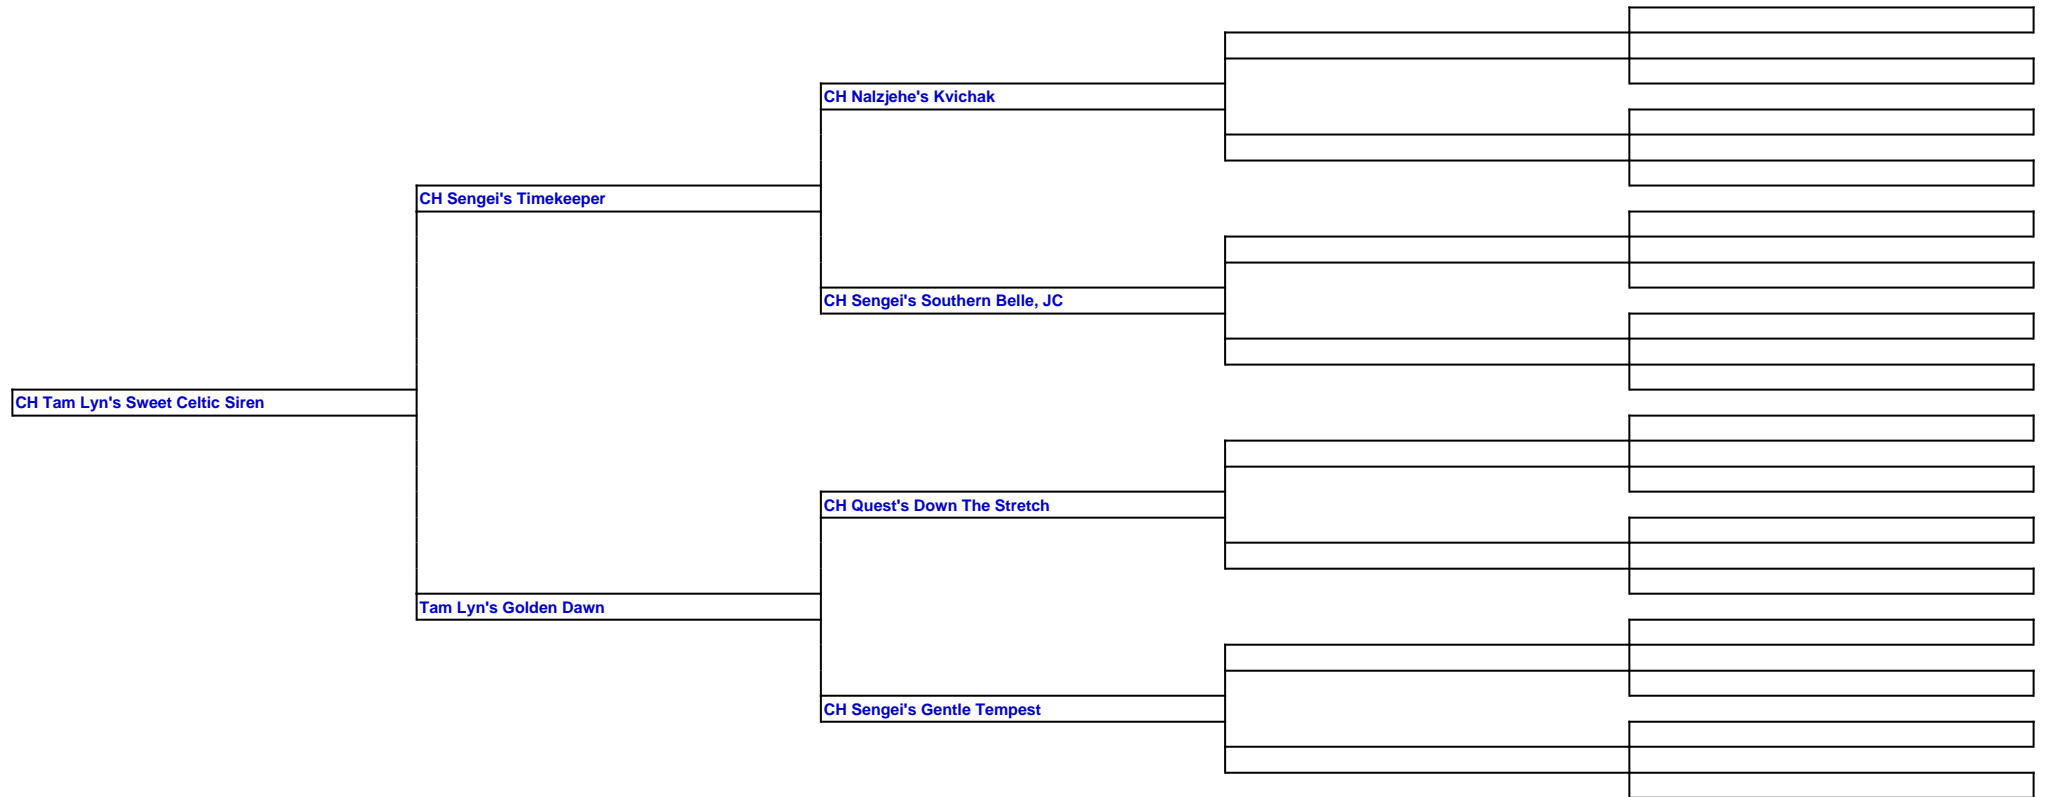 CH Nalzjehe's Kvichak
CH Sengei's Timekeeper
CH Sengei's Southern Belle, JC
CH Tam Lyn's Sweet Celtic Siren
CH Quest's Down The Stretch
Tam Lyn's Golden Dawn
CH Sengei's Gentle Tempest